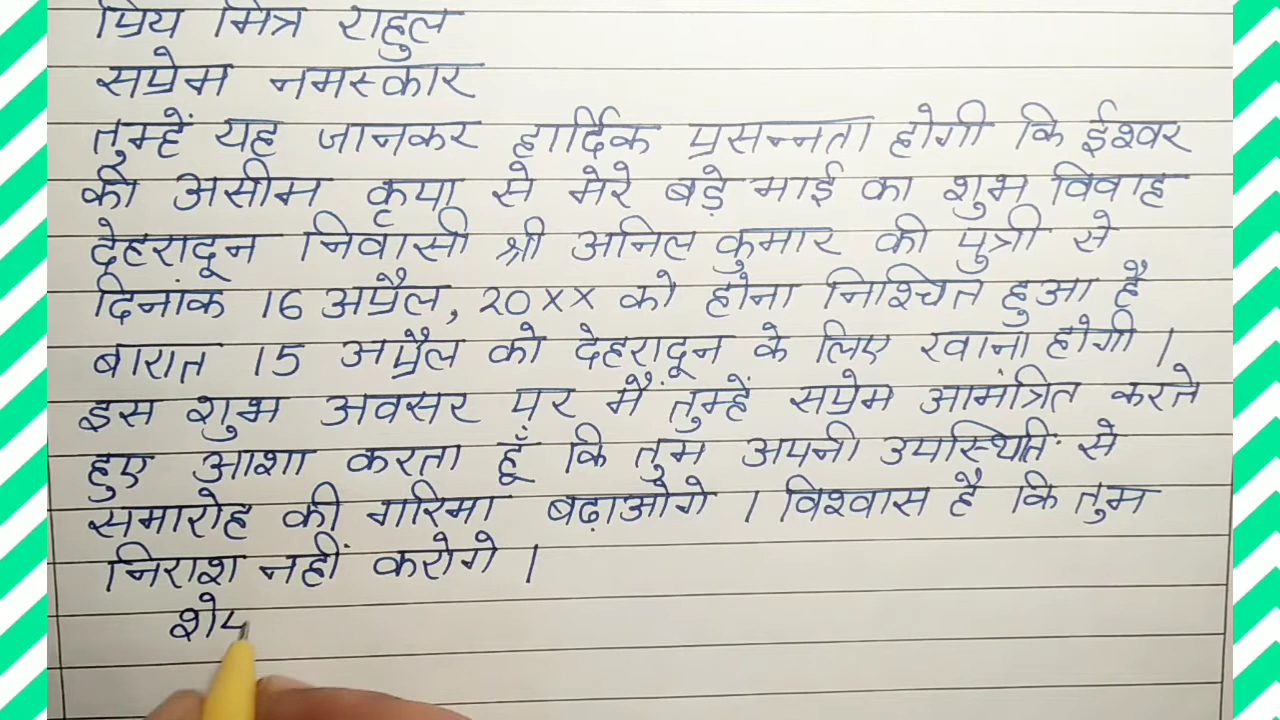 प्रिय मित्र राहुल
सप्रेम नमस्कार
तुम्हें यह जानकर हार्दिक प्रसन्नता होगी कि ईश्वर
की असीम कृपा से मेरे बड़े भाई का शुभ विवाह
देहरादून निवासी श्री अनिल कुमार की पुत्री से
दिनांक 16 अप्रैल, 20XX को होना निश्चित हुआ है
बारात 15 अप्रैल को देहरादून के लिए रवाना होगी ।
इस शुभ अवसर पर मैं तुम्हें सप्रेम आमंत्रित करते
हुए आशा करता हूँ कि तुम अपनी उपस्थिति से
समारोह की गरिमा बढ़ाओगे । विश्वास है कि तुम
निराश नहीं करोगे ।